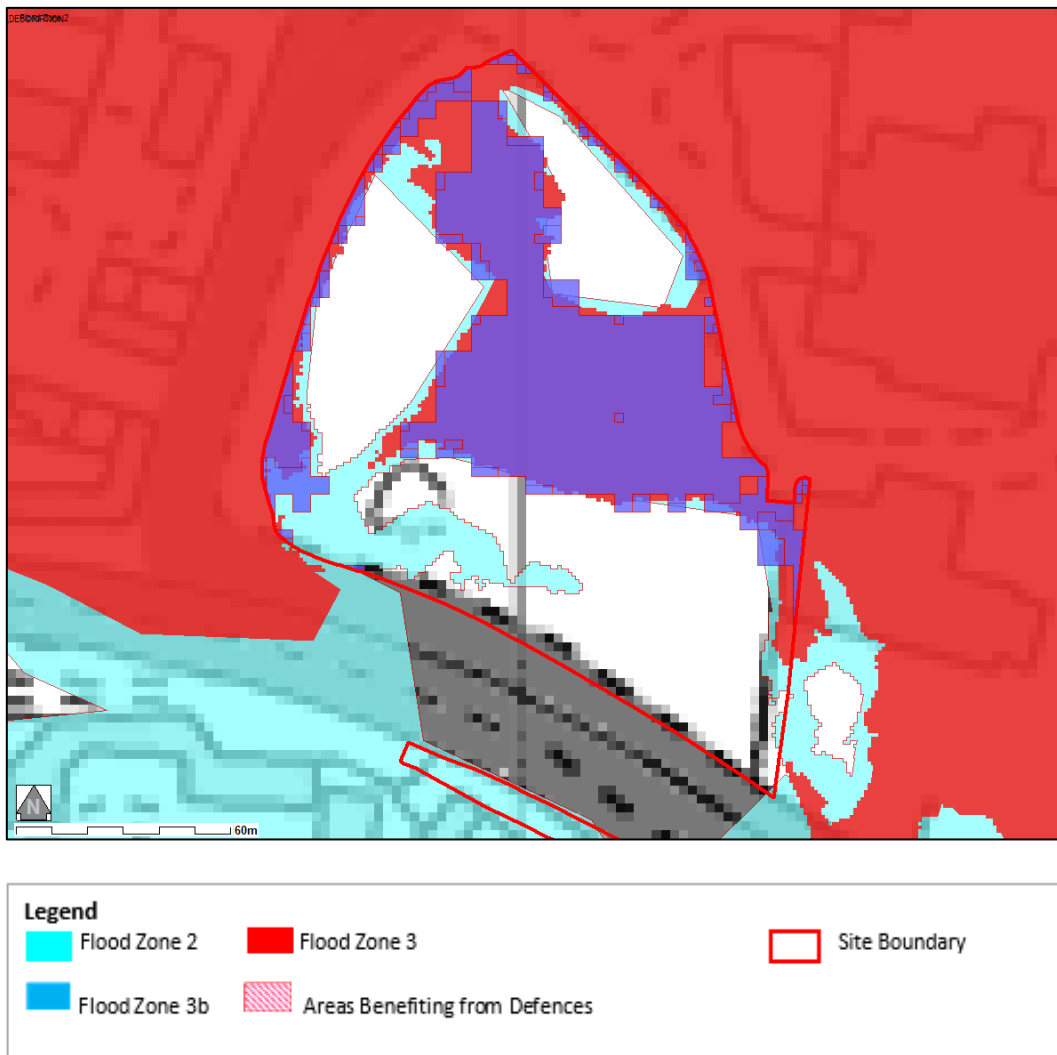 N
60m
Legend
Flood Zone 2
Flood Zone 3
Site Boundary
Flood Zone 3b
Areas Benefiting from Defences